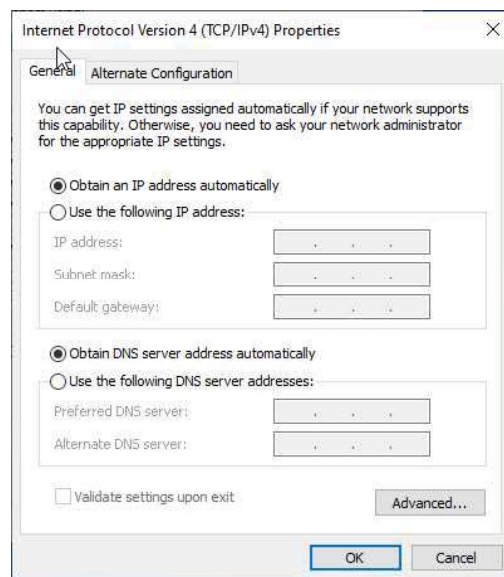 Internet Protocol Version 4 (TCP/IPv4) Properties
General Alternate Configuration
You can get IP settings assigned automatically if your network supports
this capability. Otherwise, you need to ask your network administrator
for the appropriate IP settings.
Obtain an IP address automatically
Use the following IP address:
IP address:
Subnet mask:
Default gateway:
Obtain DNS server address automatically
Use the following DNS server addresses:
Preferred DNS server:
Alternate DNS server:
Validate settings upon exit
Advanced...
OK Cancel